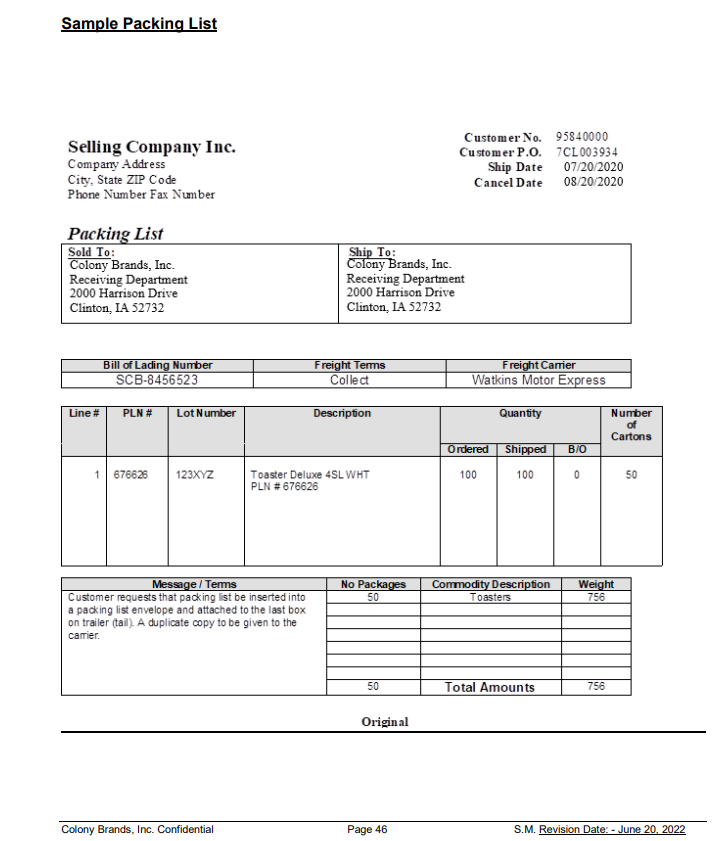 Sample Packing List
Selling Company Inc.
Company Address
City, State ZIP Code
Phone Number Fax Number
Customer No. 95840000
Customer P.O. 7CL003934
Ship Date 07/20/2020
Cancel Date 08/20/2020
Packing List
Sold To:
Colony Brands, Inc.
Receiving Department
2000 Harrison Drive
Clinton, IA 52732
Ship To:
Colony Brands, Inc.
Receiving Department
2000 Harrison Drive
Clinton, IA 52732
Bill of Lading Number Freight Terms Freight Carrier
SCB-8456523 Collect Watkins Motor Express
Line # PLN # Lot Number Description Quantity Number
of
Cartons
Ordered Shipped B/O
1 676626 123XYZ Toaster Deluxe 4SL WHT 100 100 0 50
PLN # 676626
Message / Terms No Packages Commodity Description Weight
Customer requests that packing list be inserted into 50 Toasters 756
a packing list envelope and attached to the last box
on trailer (tail). A duplicate copy to be given to the
carrier.
50 Total Amounts 756
Original
Colony Brands, Inc. Confidential Page 46 S.M. Revision Date: - June 20, 2022